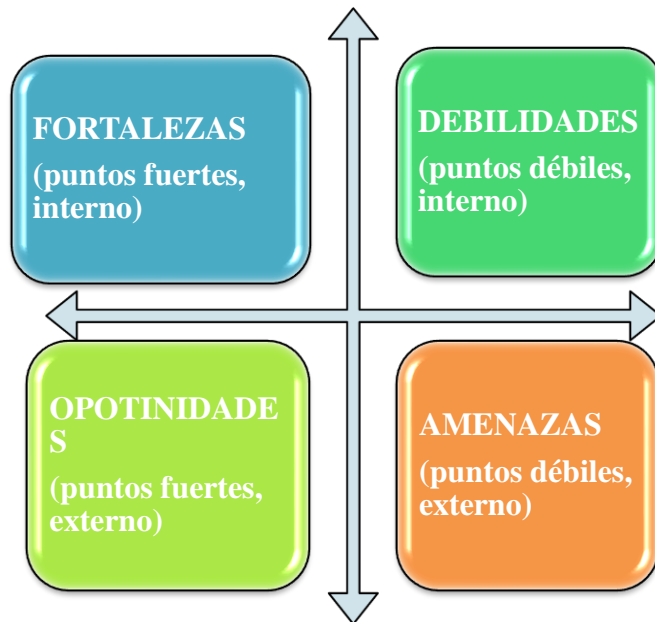 FORTALEZAS
(puntos fuertes,
interno)
DEBILIDADES
(puntos débiles,
interno)
OPOTINIDADE
S
(puntos fuertes,
externo)
AMENAZAS
(puntos débiles,
externo)